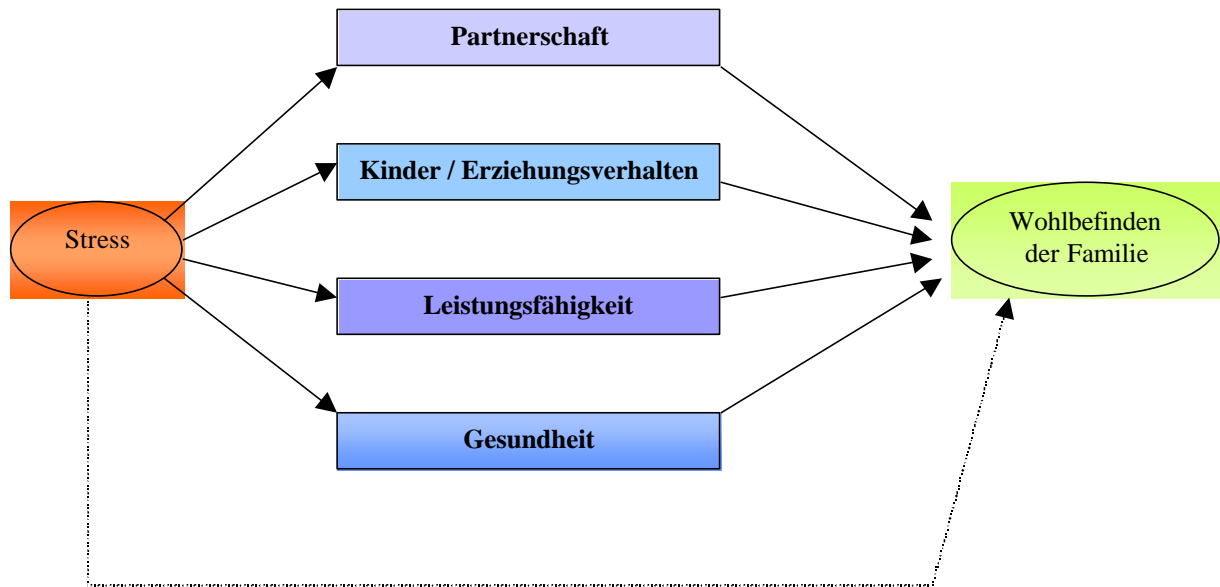 Partnerschaft
Kinder / Erziehungsverhalten
Stress
Wohlbefinden
der Familie
Leistungsfähigkeit
Gesundheit